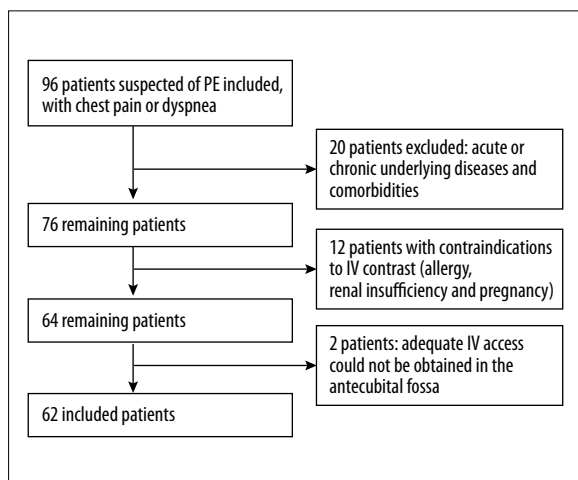 96 patients suspected of PE included,
with chest pain or dyspnea
20 patients excluded: acute or
chronic underlying diseases and
comorbidities
76 remaining patients
12 patients with contraindications
to IV contrast (allergy,
renal insufficiency and pregnancy)
64 remaining patients
2 patients: adequate IV access
could not be obtained in the
antecubital fossa
62 included patients